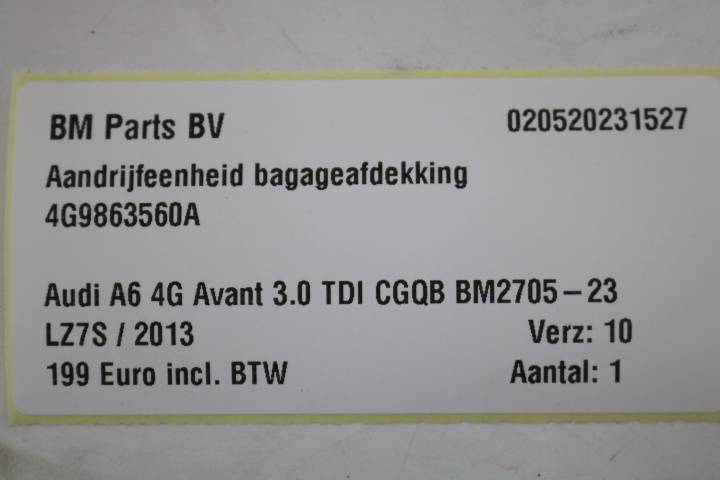 BM Parts BV 020520231527
Aandrijfeenheid bagageafdekking
4G9863560A
Audi A6 4G Avant 3.0 TDI CGQB BM2705-23
LZ7S / 2013 Verz: 10
199 Euro incl. BTW Aantal: 1